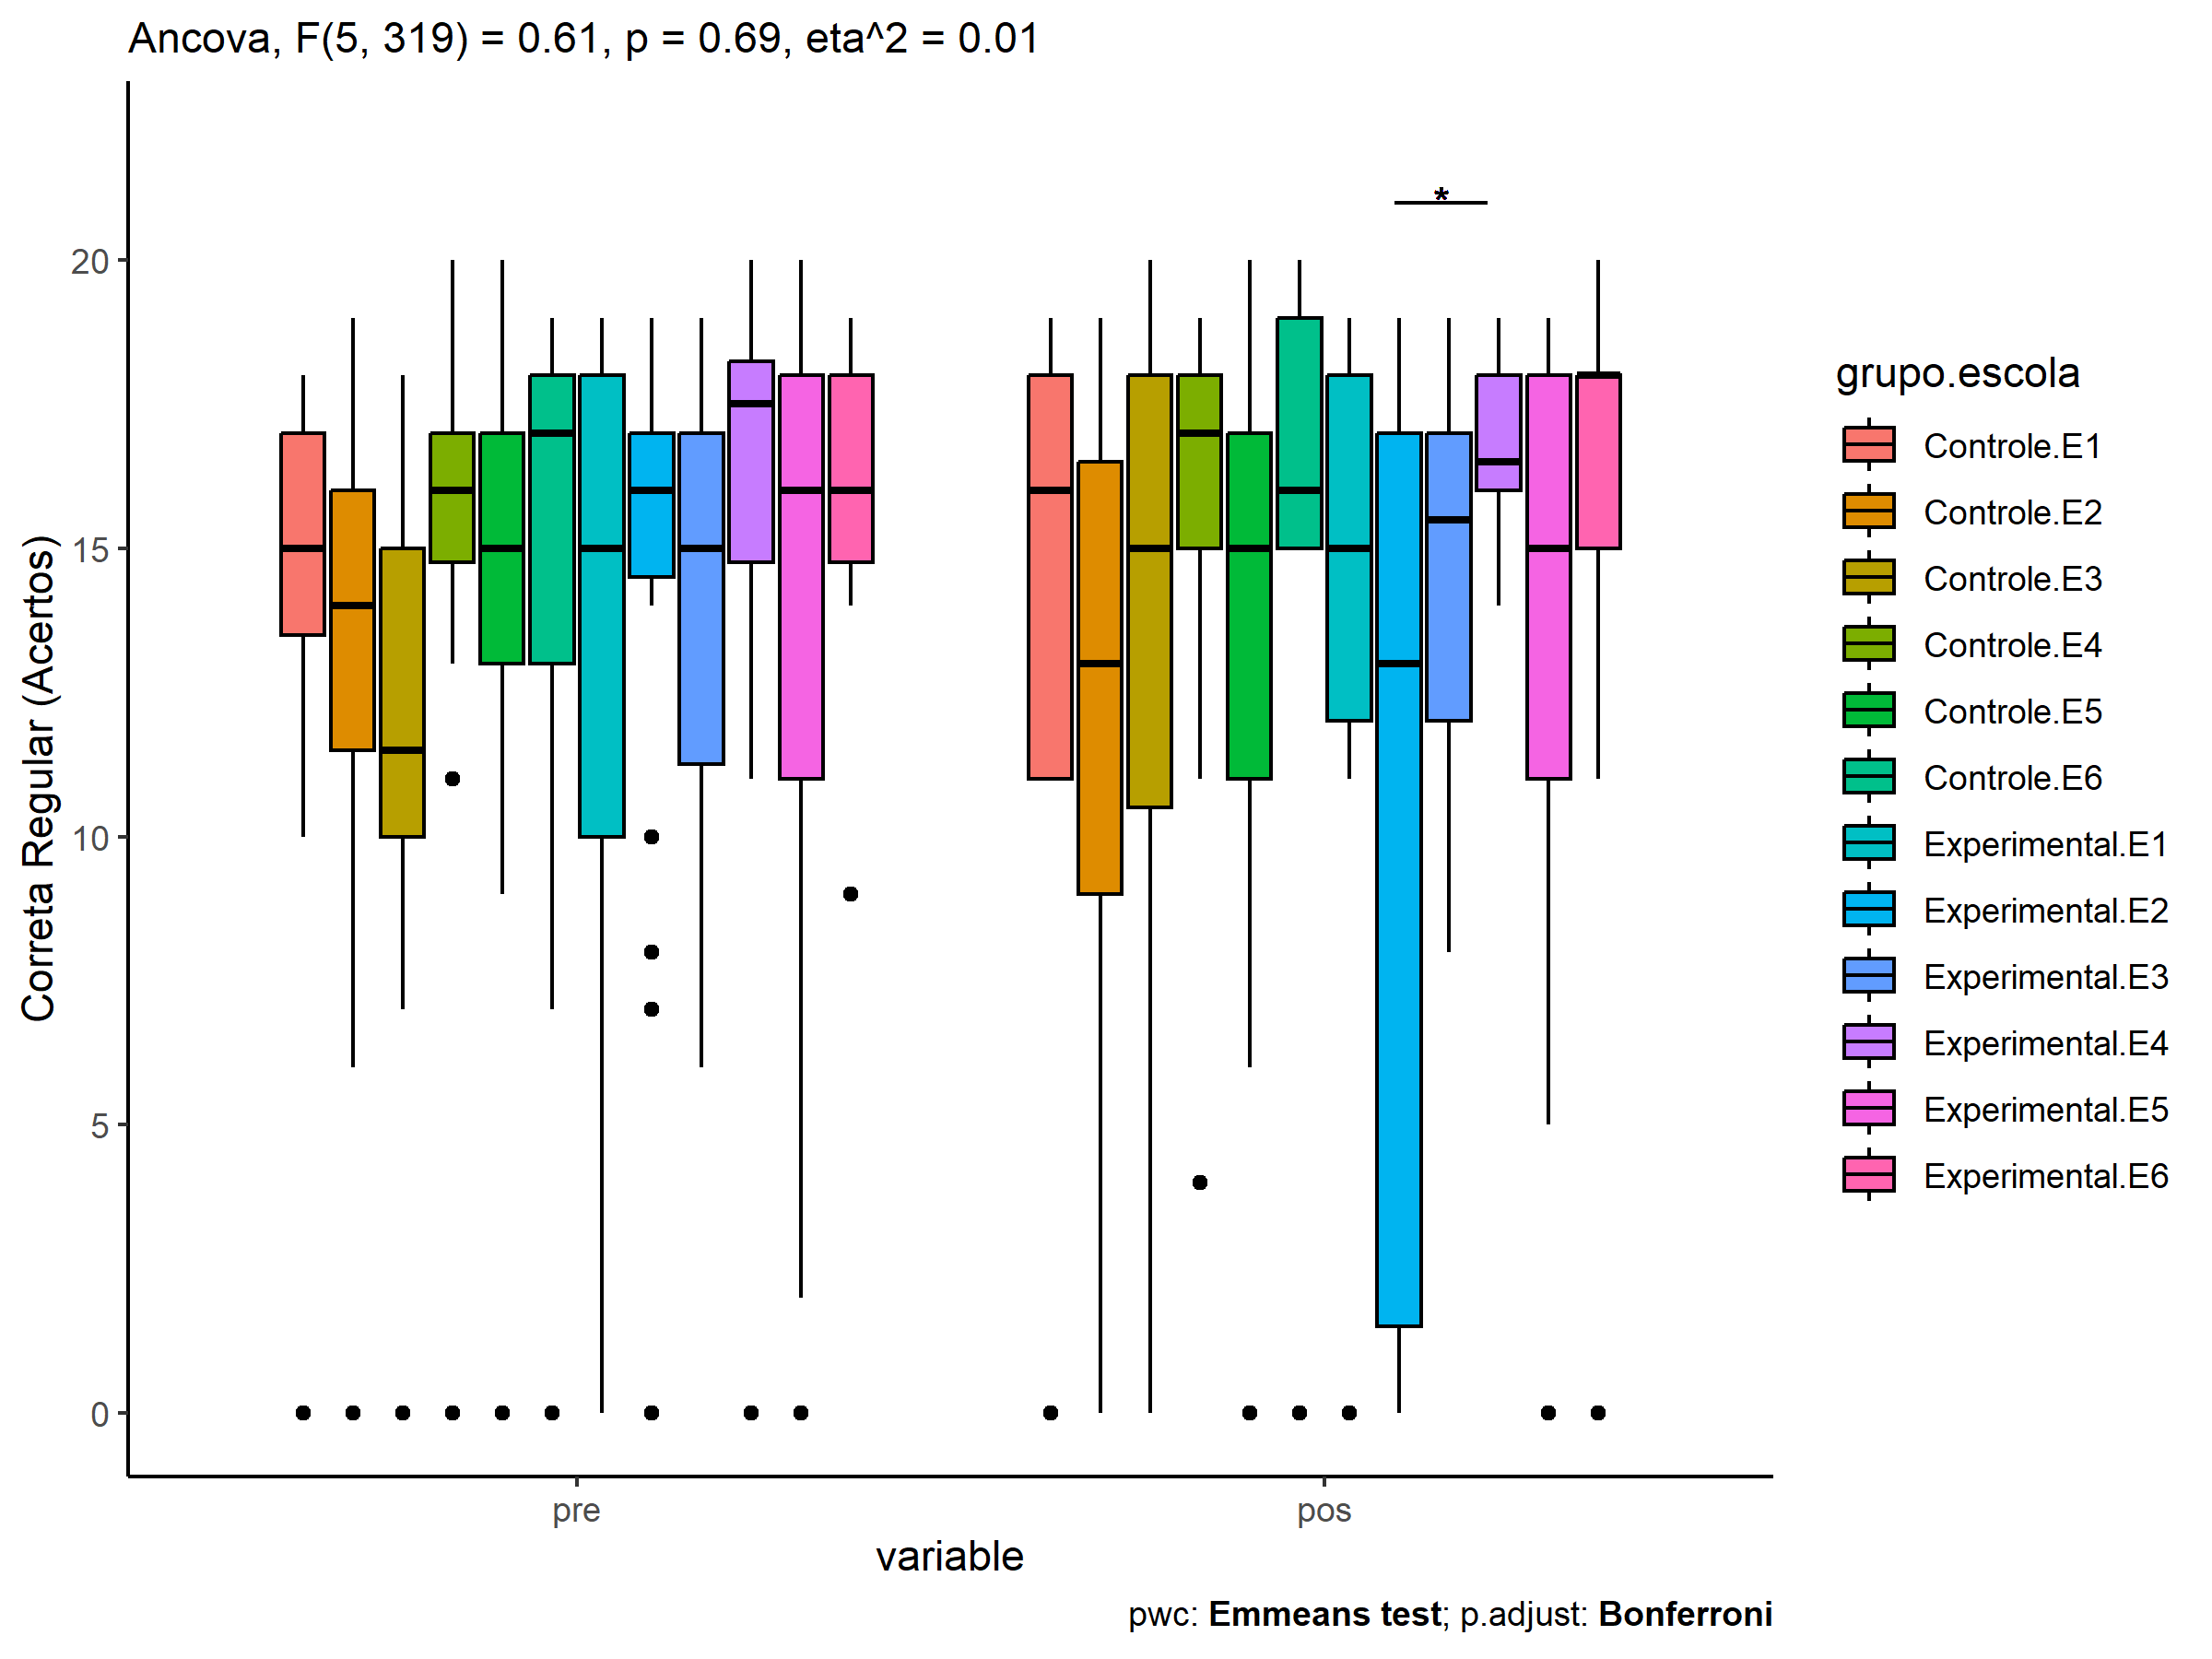 Ancova, F(5, 319) = 0.61, p = 0.69, eta^2 = 0.01
Correta Regular (Acertos)
20
15
10
5
0
*
pre
pos
variable
pwc: Emmeans test; p.adjust: Bonferroni
grupo.escola
Controle.E1
Controle.E2
Controle.E3
Controle.E4
Controle.E5
Controle.E6
Experimental.E1
Experimental.E2
Experimental.E3
Experimental.E4
Experimental.E5
Experimental.E6